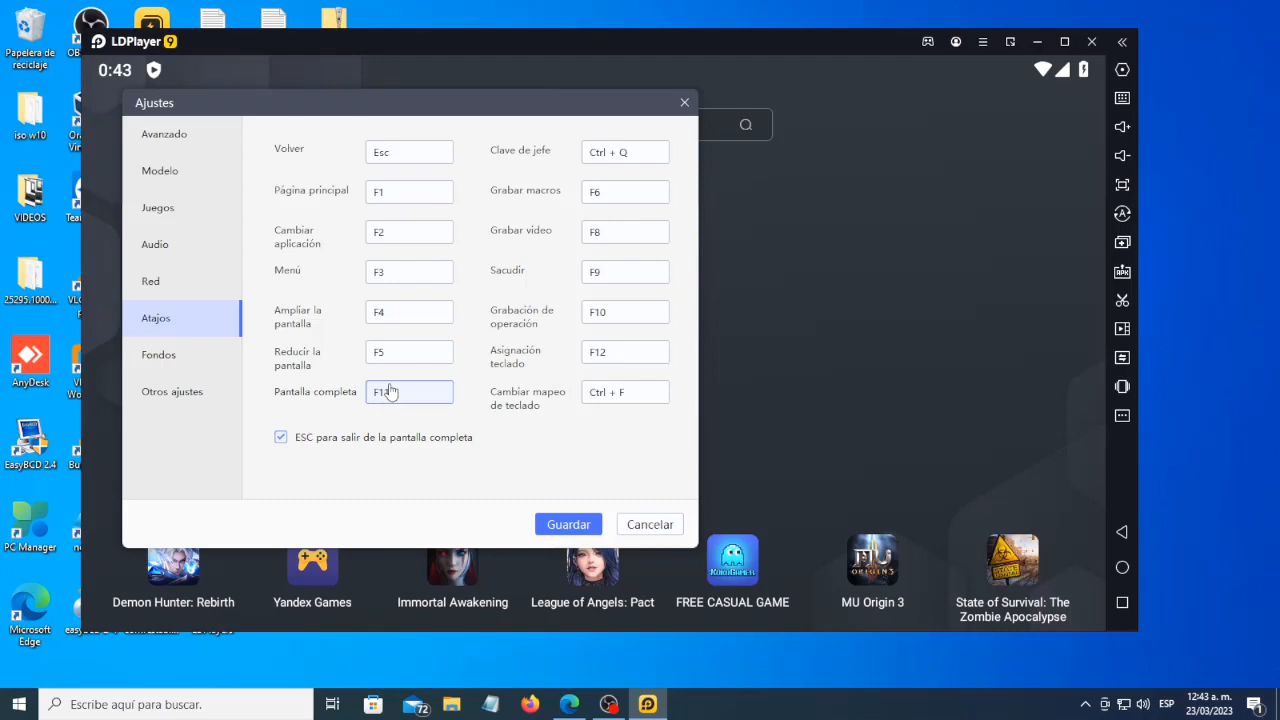 Papelera de
reciclaje
iso w10
VIDEOS
25295.1000...
AnyDesk
EasyBCD 2.4
PC Manager
Microsoft
Edge
LDPlayer 9
0:43
Ajustes
Avanzado
Modelo
Juegos
Audio
Red
Atajos
Fondos
Otros ajustes
Volver
Esc
Clave de jefe
Ctrl + Q
Página principal
F1
Grabar macros
F6
Cambiar
aplicación
F2
Grabar video
F8
Menú
F3
Sacudir
F9
Ampliar la
pantalla
F4
Grabación de
operación
F10
Reducir la
pantalla
F5
Asignación
teclado
F12
Pantalla completa
Cambiar mapeo
de teclado
Ctrl + F
ESC para salir de la pantalla completa
Guardar
Cancelar
APK
Demon Hunter: Rebirth
Yandex Games
Immortal Awakening
League of Angels: Pact
FREE CASUAL GAME
MU Origin 3
State of Survival: The
Zombie Apocalypse
Escribe aquí para buscar.
72
ESP
12:43 a. m.
23/03/2023
1